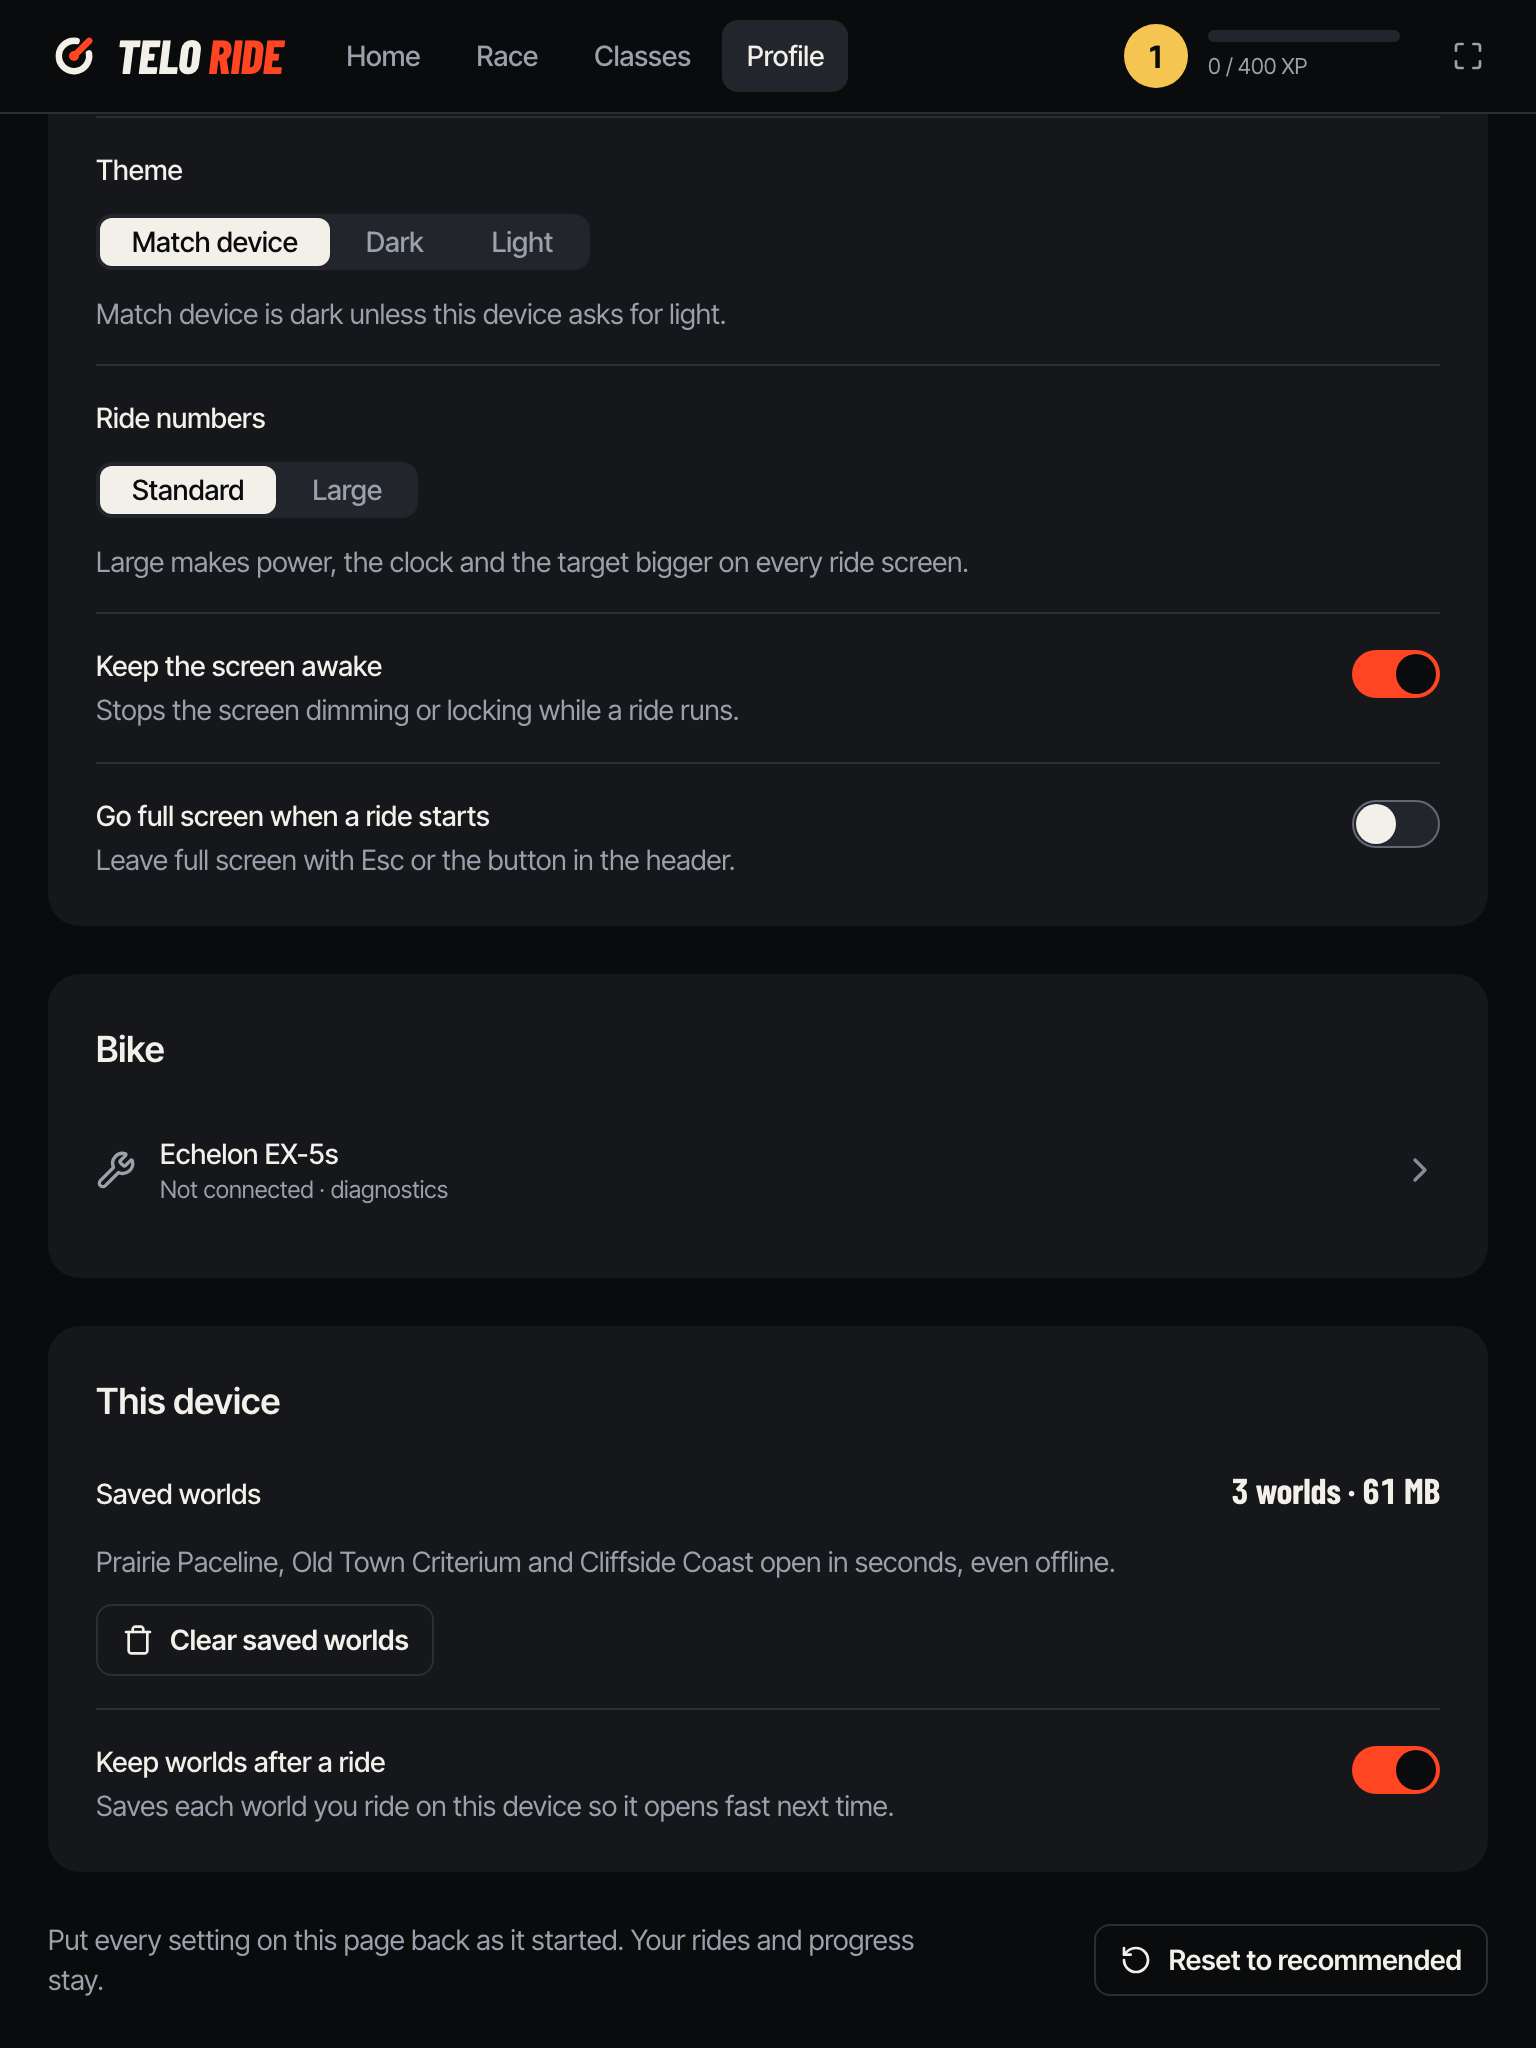 TELO RIDE
Home
Race
Classes
Profile
1
0 / 400 XP
Theme
Match device
Dark
Light
Match device is dark unless this device asks for light.
Ride numbers
Standard
Large
Large makes power, the clock and the target bigger on every ride screen.
Keep the screen awake
Stops the screen dimming or locking while a ride runs.
Go full screen when a ride starts
Leave full screen with Esc or the button in the header.
Bike
Echelon EX-5s
Not connected · diagnostics
This device
Saved worlds
3 worlds · 61 MB
Prairie Paceline, Old Town Criterium and Cliffside Coast open in seconds, even offline.
Clear saved worlds
Keep worlds after a ride
Saves each world you ride on this device so it opens fast next time.
Put every setting on this page back as it started. Your rides and progress
stay.
Reset to recommended